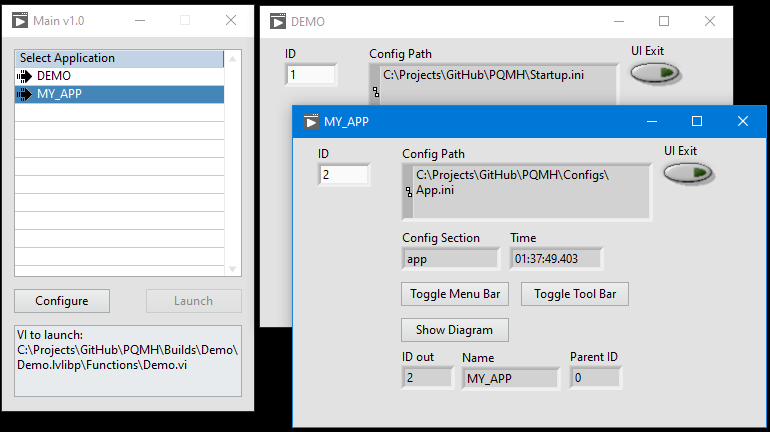 Main v1.0
Select Application
DEMO
MY_APP
Configure
Launch
VI to launch:
C:\Projects\GitHub\PQMH\Builds\Demo\
Demo.lvlibp\Functions\Demo.vi
DEMO
ID
Config Path
UI Exit
1
C:\Projects\GitHub\PQMH\Startup.ini
MY_APP
ID
Config Path
UI Exit
2
C:\Projects\GitHub\PQMH\Configs\
App.ini
Config Section
Time
app
01:37:49.403
Toggle Menu Bar
Toggle Tool Bar
Show Diagram
ID out
Name
Parent ID
2
MY_APP
0